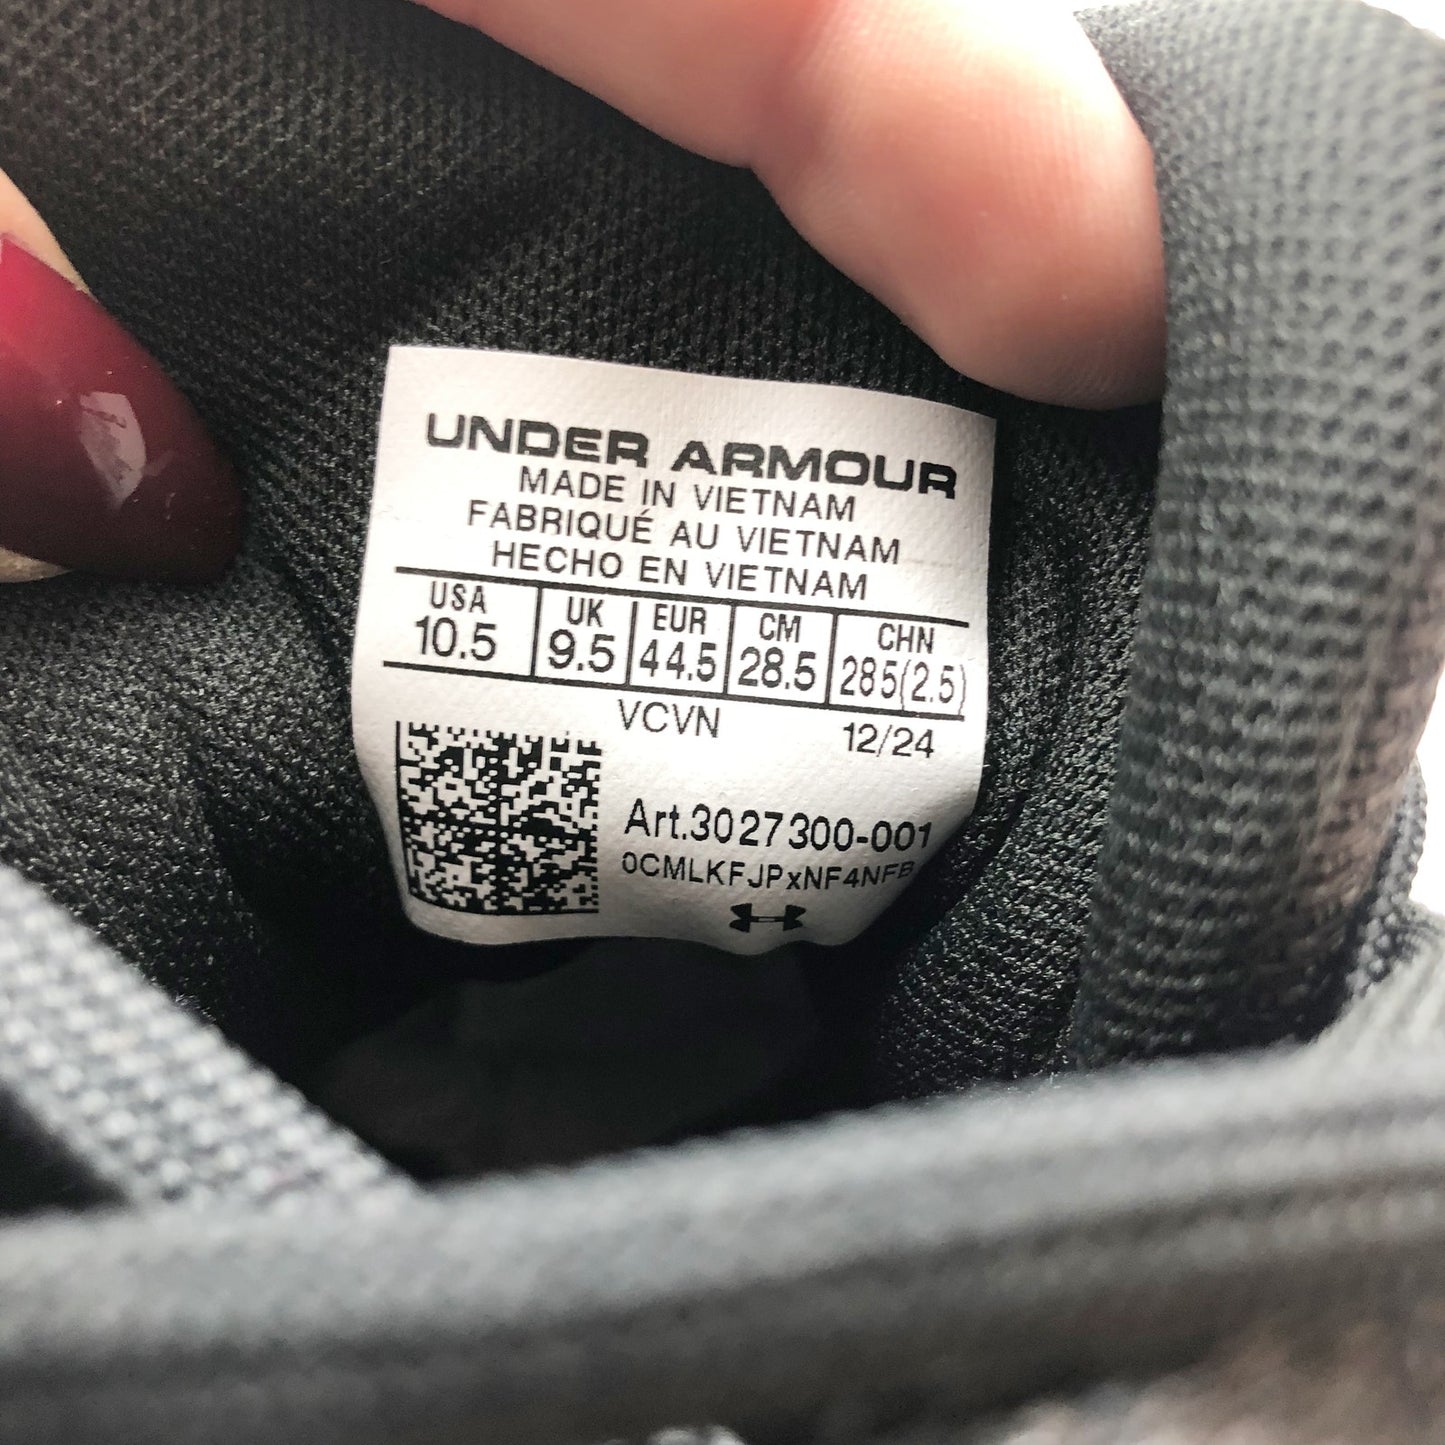 UNDER ARMOUR
MADE IN VIETNAM
FABRIQUÉ AU VIETNAM
HECHO EN VIETNAM
USA UK EUR CM CHN
10.5 9.5 44.5 28.5 285(2.5)
VCVN 12/24
Art.3027300-001
0CMLKFJPxNF4NFB